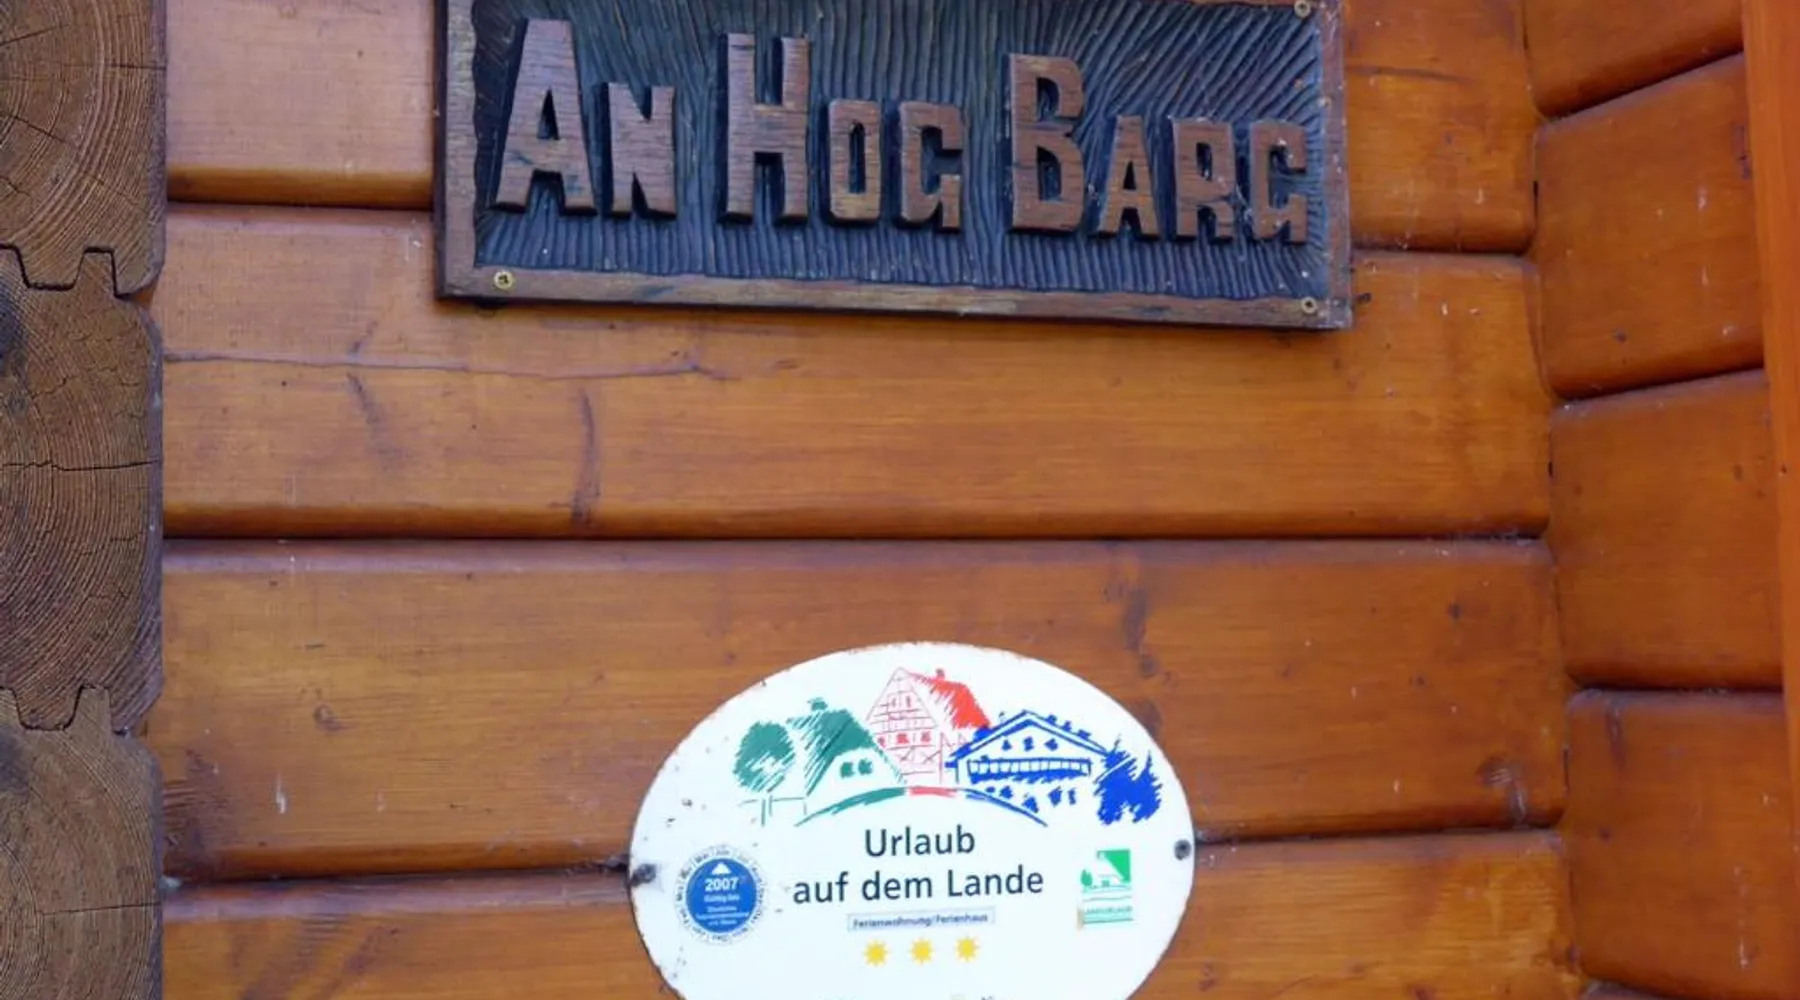 AN HOG BARG
Urlaub
auf dem Lande
Ferienwohnung/Ferienhaus
2007